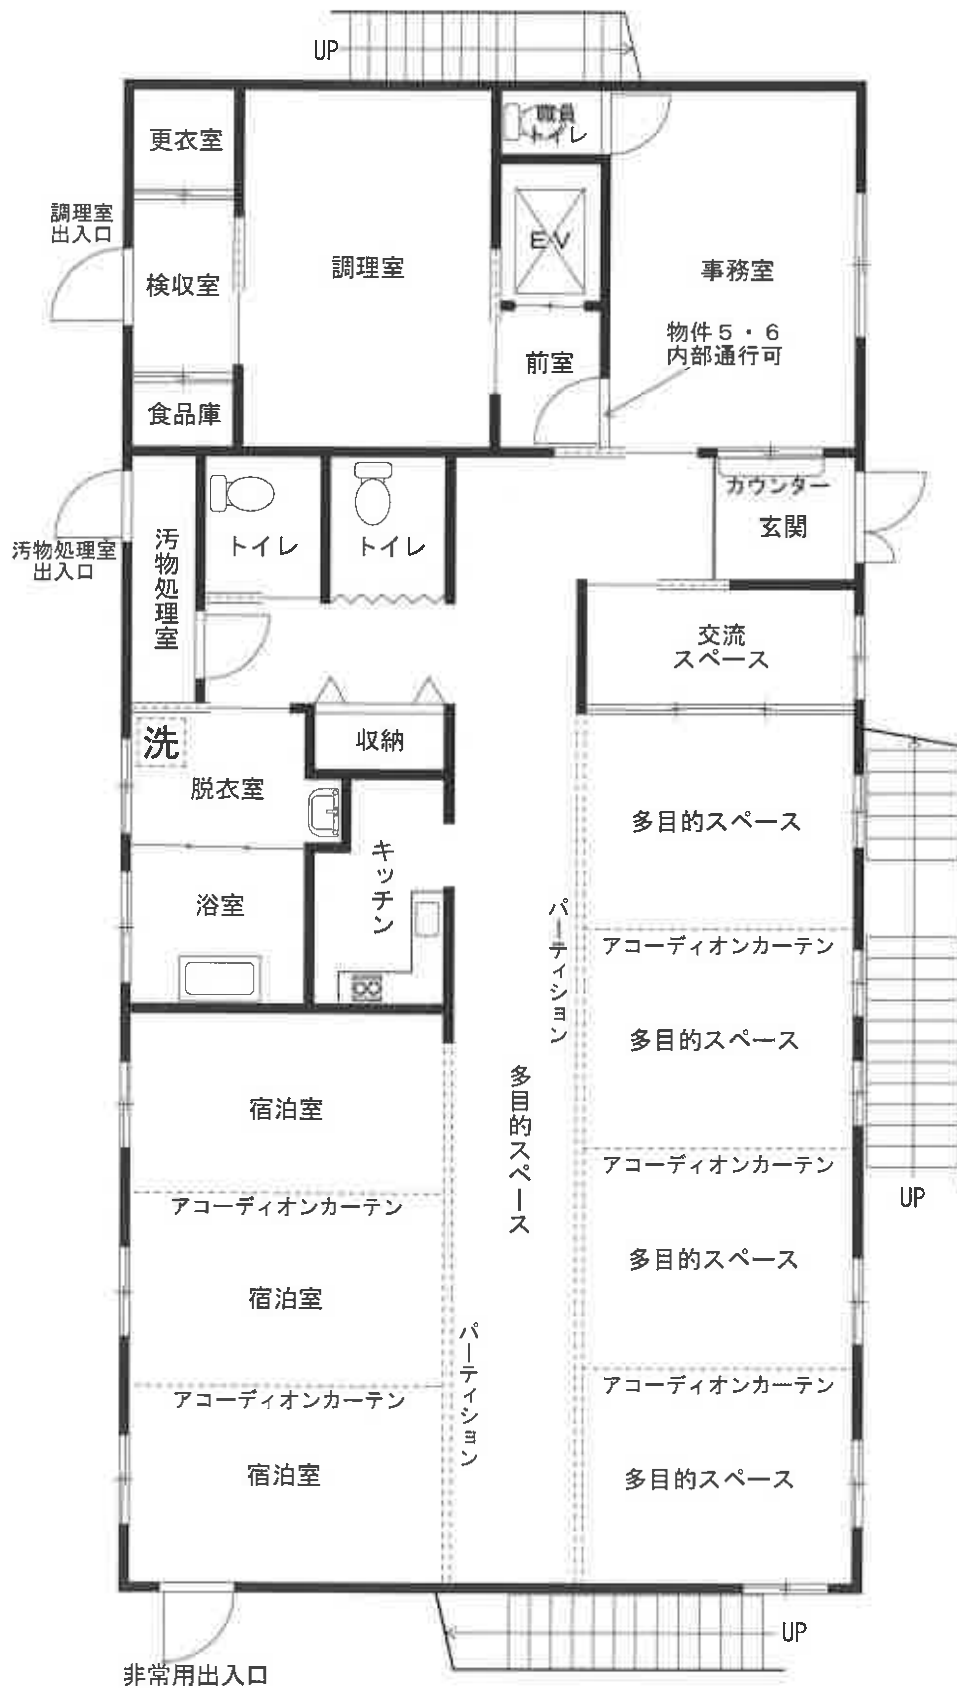 UP
職員
トイレ
更衣室
調理室
出入口
検収室
調理室
EV
事務室
物件５・６
内部通行可
前室
食品庫
カウンター
玄関
汚物処理室
出入口
汚物処理室
トイレ
トイレ
交流
スペース
洗
収納
脱衣室
多目的スペース
キッチン
浴室
パーティション
アコーディオンカーテン
多目的スペース
多目的スペース
宿泊室
アコーディオンカーテン
UP
アコーディオンカーテン
多目的スペース
宿泊室
パーティション
アコーディオンカーテン
アコーディオンカーテン
宿泊室
多目的スペース
UP
非常用出入口